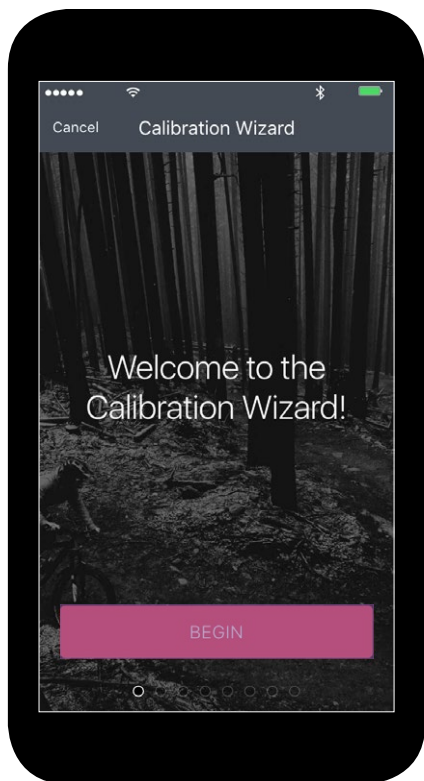 Cancel
Calibration Wizard
Welcome to the
Calibration Wizard!
BEGIN